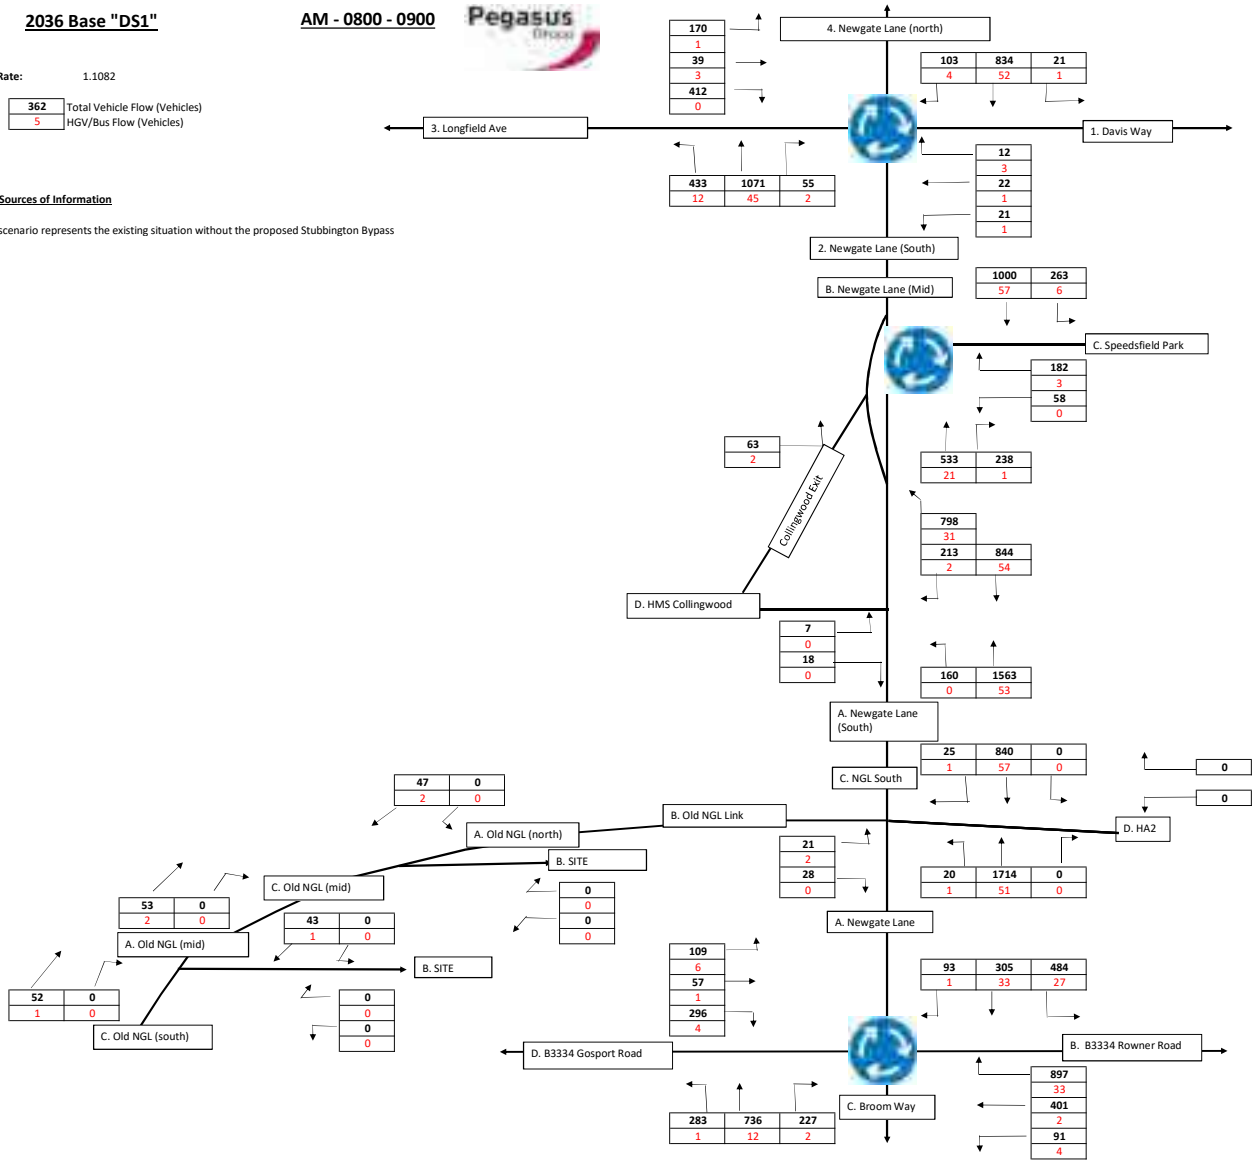 2036 Base "DS1"
AM - 0800 - 0900
Pegasus
Group
Rate: 1.1082
362 Total Vehicle Flow (Vehicles)
5 HGV/Bus Flow (Vehicles)
Sources of Information
scenario represents the existing situation without the proposed Stubbington Bypass
170
1
39
3
412
0
4. Newgate Lane (north)
103 834 21
4 52 1
3. Longfield Ave
1. Davis Way
433 1071 55
12 45 2
12
3
22
1
21
1
2. Newgate Lane (South)
B. Newgate Lane (Mid)
1000 263
57 6
C. Speedsfield Park
182
3
58
0
63
2
533 238
21 1
Collingwood Exit
798
31
213 844
2 54
D. HMS Collingwood
7
0
18
0
160 1563
0 53
A. Newgate Lane
(South)
C. NGL South
25 840 0
1 57 0
0
0
47 0
2 0
B. Old NGL Link
D. HA2
A. Old NGL (north)
B. SITE
21
2
28
0
20 1714 0
1 51 0
C. Old NGL (mid)
0
0
0
0
53 0
2 0
43 0
1 0
A. Newgate Lane
A. Old NGL (mid)
B. SITE
109
6
57
1
296
4
93 305 484
1 33 27
52 0
1 0
0
0
0
0
C. Old NGL (south)
D. B3334 Gosport Road
B. B3334 Rowner Road
C. Broom Way
283 736 227
1 12 2
897
33
401
2
91
4